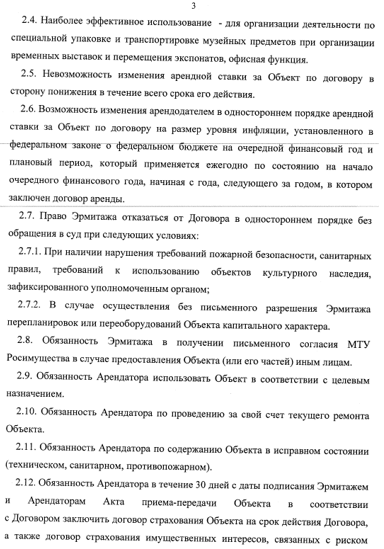 3
2.4. Наиболее эффективное использование - для организации деятельности по
специальной упаковке и транспортировке музейных предметов при организации
временных выставок и перемещения экспонатов, офисная функция.
2.5. Невозможность изменения арендной ставки за Объект по договору в
сторону понижения в течение всего срока его действия.
2.6. Возможность изменения арендодателем в одностороннем порядке арендной
ставки за Объект по договору на размер уровня инфляции, установленного в
федеральном законе о федеральном бюджете на очередной финансовый год и
плановый период, который применяется ежегодно по состоянию на начало
очередного финансового года, начиная с года, следующего за годом, в котором
заключен договор аренды.
2.7. Право Эрмитажа отказаться от Договора в одностороннем порядке без
обращения в суд при следующих условиях:
2.7.1. При наличии нарушения требований пожарной безопасности, санитарных
правил, требований к использованию объектов культурного наследия,
зафиксированного уполномоченным органом;
2.7.2. В случае осуществления без письменного разрешения Эрмитажа
перепланировок или переоборудований Объекта капитального характера.
2.8. Обязанность Эрмитажа в получении письменного согласия МТУ
Росимущества в случае предоставления Объекта (или его частей) иным лицам.
2.9. Обязанность Арендатора использовать Объект в соответствии с целевым
назначением.
2.10. Обязанность Арендатора по проведению за свой счет текущего ремонта
Объекта.
2.11. Обязанность Арендатора по содержанию Объекта в исправном состоянии
(техническом, санитарном, противопожарном).
2.12. Обязанность Арендатора в течение 30 дней с даты подписания Эрмитажем
и Арендаторам Акта приема-передачи Объекта в соответствии
с Договором заключить договор страхования Объекта на срок действия Договора,
а также договор страхования имущественных интересов, связанных с риском